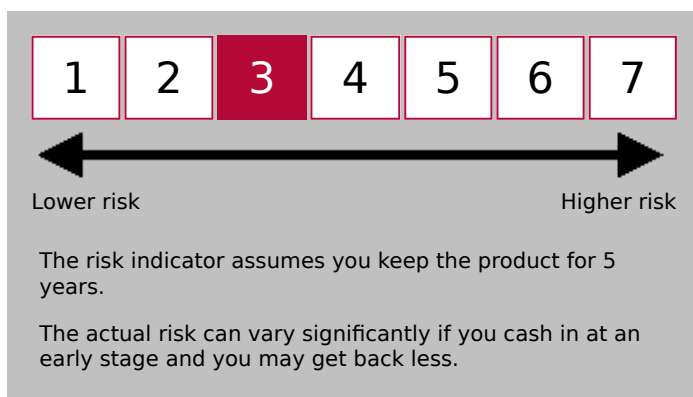 1 2 3 4 5 6 7
Lower risk Higher risk
The risk indicator assumes you keep the product for 5
years.
The actual risk can vary significantly if you cash in at an
early stage and you may get back less.